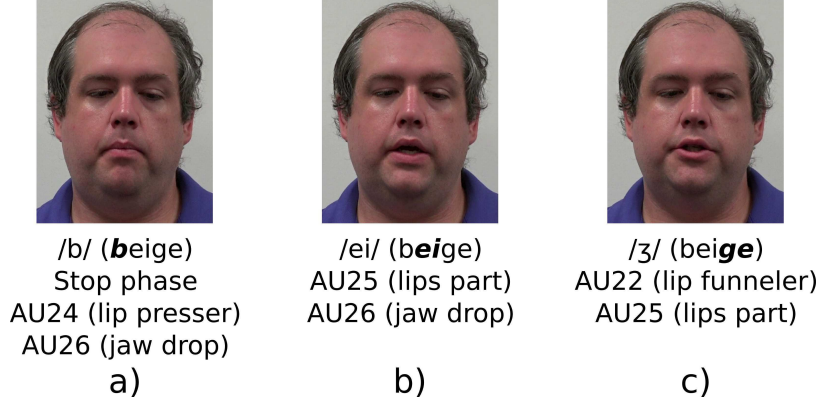 /b/ (beige)
Stop phase
AU24 (lip presser)
AU26 (jaw drop)
a)
/ei/ (beige)
AU25 (lips part)
AU26 (jaw drop)
b)
/ʒ/ (beige)
AU22 (lip funneler)
AU25 (lips part)
c)